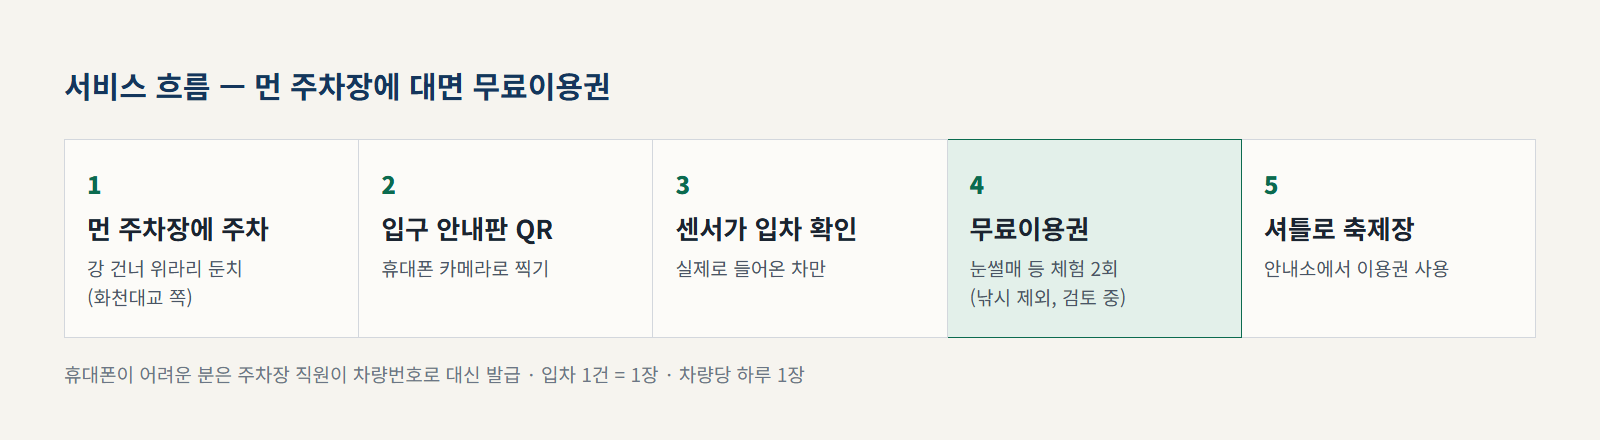 서비스 흐름 — 먼 주차장에 대면 무료이용권
1
먼 주차장에 주차
강 건너 위라리 둔치
(화천대교 쪽)
2
입구 안내판 QR
휴대폰 카메라로 찍기
3
센서가 입차 확인
실제로 들어온 차만
4
무료이용권
눈썰매 등 체험 2회
(낚시 제외, 검토 중)
5
셔틀로 축제장
안내소에서 이용권 사용
휴대폰이 어려운 분은 주차장 직원이 차량번호로 대신 발급 · 입차 1건 = 1장 · 차량당 하루 1장